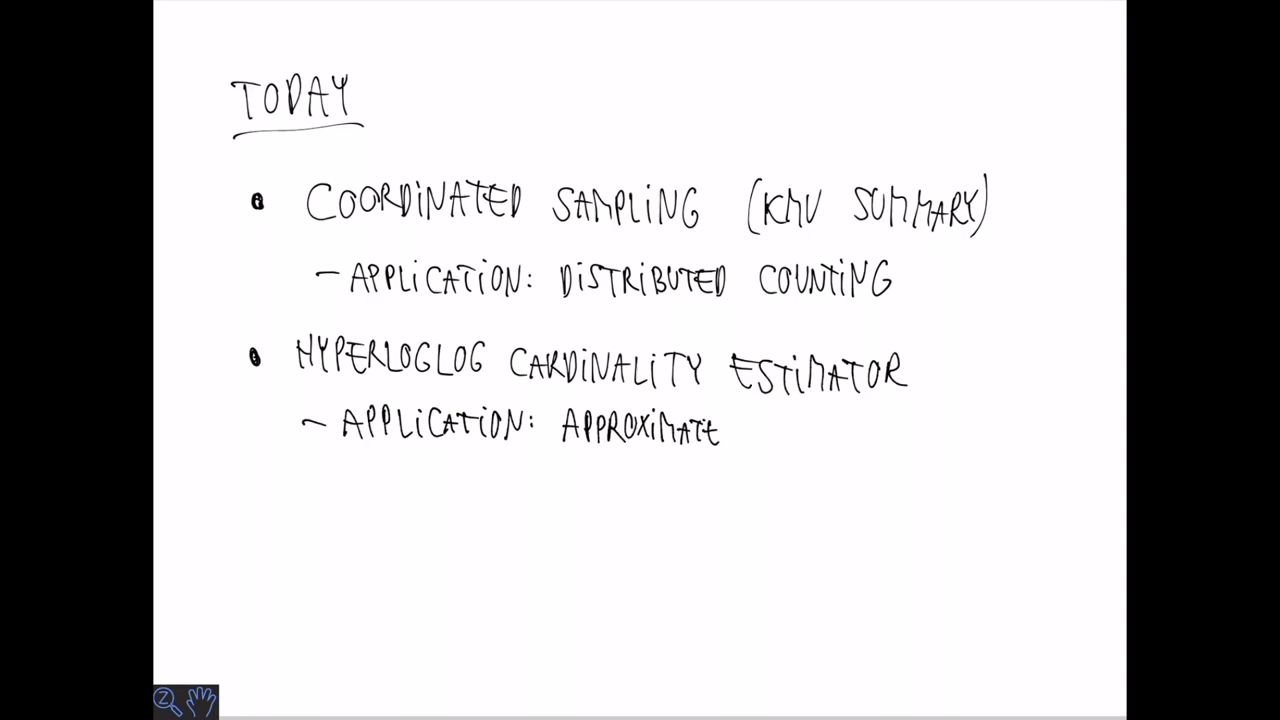 TODAY
• COORDINATED SAMPLING (KMV SUMMARY)
- APPLICATION: DISTRIBUTED COUNTING
• HYPERLOGLOG CARDINALITY ESTIMATOR
- APPLICATION: APPROXIMATE
Z